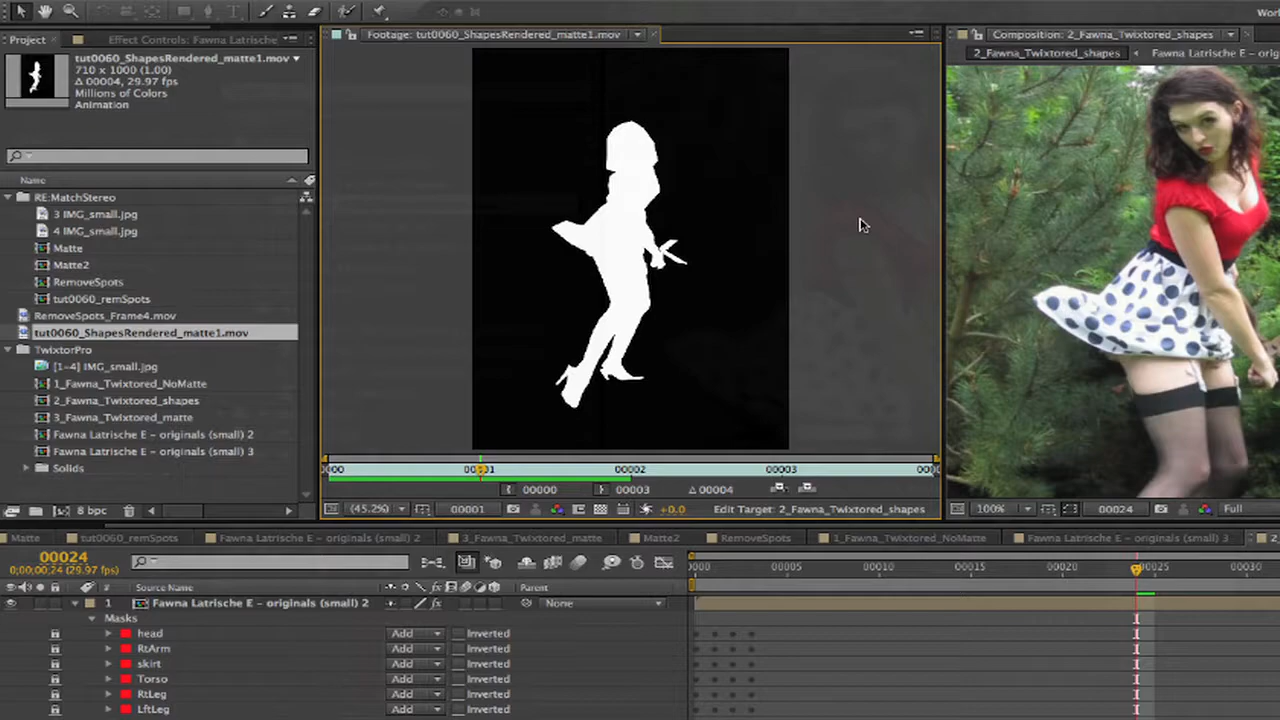 Worl
Project
Effect Controls: Fawna Latrische
Footage: tut0060_ShapesRendered_matte1.mov
Composition: 2_Fawna_Twixtored_shapes
2_Fawna_Twixtored_shapes
Fawna Latrische E – originals (sma
tut0060_ShapesRendered_matte1.mov
710 x 1000 (1.00)
Δ 00004, 29.97 fps
Millions of Colors
Animation
Name
RE:MatchStereo
3 IMG_small.jpg
4 IMG_small.jpg
Matte
Matte2
RemoveSpots
tut0060_remSpots
RemoveSpots_Frame4.mov
tut0060_ShapesRendered_matte1.mov
TwixtorPro
[1-4] IMG_small.jpg
1_Fawna_Twixtored_NoMatte
2_Fawna_Twixtored_shapes
3_Fawna_Twixtored_matte
Fawna Latrische E – originals (small) 2
Fawna Latrische E – originals (small) 3
Solids
8 bpc
00001 00002 00003
00000 00003 Δ 00004
(45.2%) 00001 +0.0 Edit Target: 2_Fawna_Twixtored_shapes
100% 00024 Full
Matte tut0060_remSpots Fawna Latrische E – originals (small) 2 3_Fawna_Twixtored_matte Matte2 RemoveSpots 1_Fawna_Twixtored_NoMatte Fawna Latrische E – originals (small) 3
00024
0;00;00;24 (29.97 fps)
0000 00005 00010 00015 00020 00025 00030
# Source Name Parent
1 Fawna Latrische E – originals (small) 2 None
Masks
head Add Inverted
RtArm Add Inverted
skirt Add Inverted
Torso Add Inverted
RtLeg Add Inverted
LftLeg Add Inverted